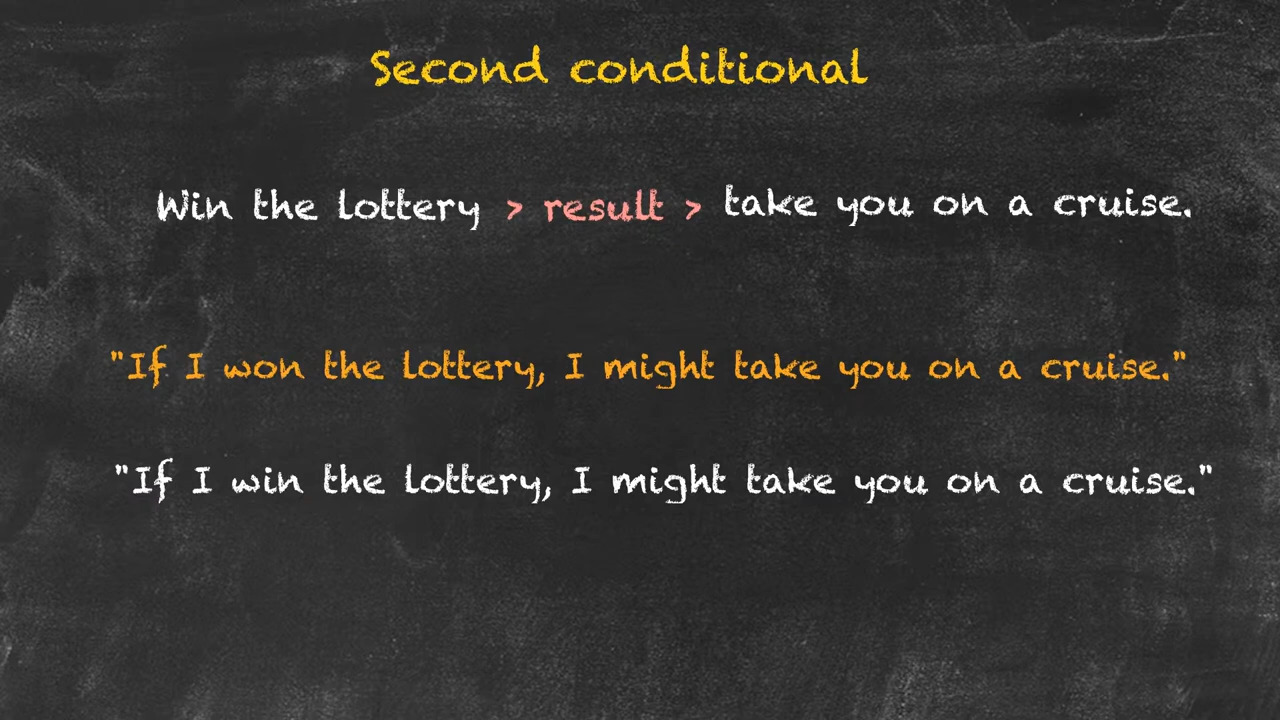 Second conditional
Win the lottery > result > take you on a cruise.
"If I won the lottery, I might take you on a cruise."
"If I win the lottery, I might take you on a cruise."